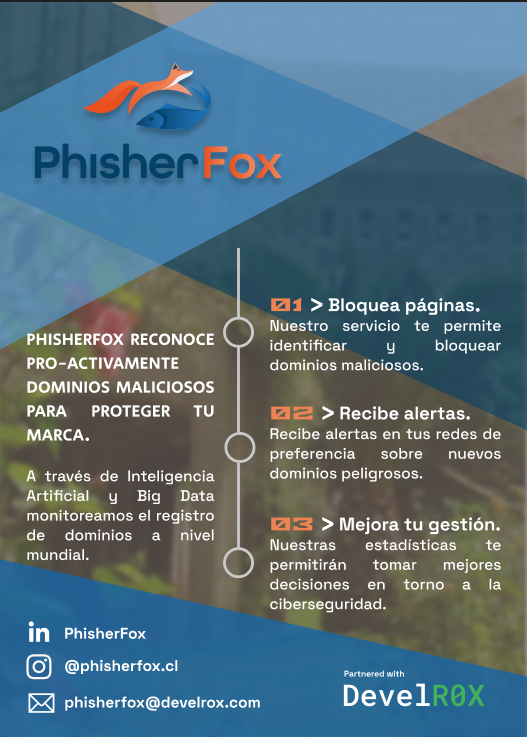 PhisherFox
PHISHERFOX RECONOCE
PRO-ACTIVAMENTE
DOMINIOS MALICIOSOS
PARA PROTEGER TU
MARCA.
A través de Inteligencia
Artificial y Big Data
monitoreamos el registro
de dominios a nivel
mundial.
01 > Bloquea páginas.
Nuestro servicio te permite
identificar y bloquear
dominios maliciosos.
02 > Recibe alertas.
Recibe alertas en tus redes de
preferencia sobre nuevos
dominios peligrosos.
03 > Mejora tu gestión.
Nuestras estadísticas te
permitirán tomar mejores
decisiones en torno a la
ciberseguridad.
in PhisherFox
@phisherfox.cl
phisherfox@develrox.com
Partnered with
DevelR0X